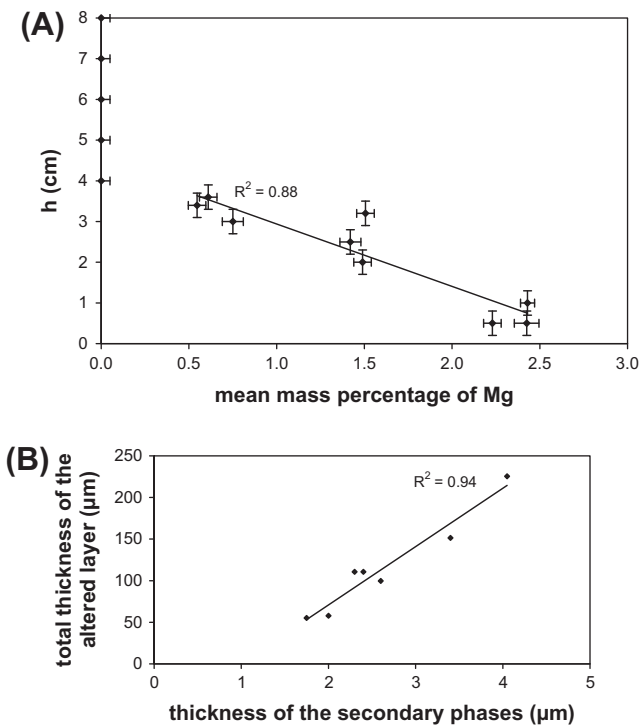 (A)
8
7
6
5
4
3
2
1
0
h (cm)
R² = 0.88
0.0 0.5 1.0 1.5 2.0 2.5 3.0
mean mass percentage of Mg
(B)
250
200
150
100
50
0
total thickness of the
altered layer (μm)
R² = 0.94
0 1 2 3 4 5
thickness of the secondary phases (μm)